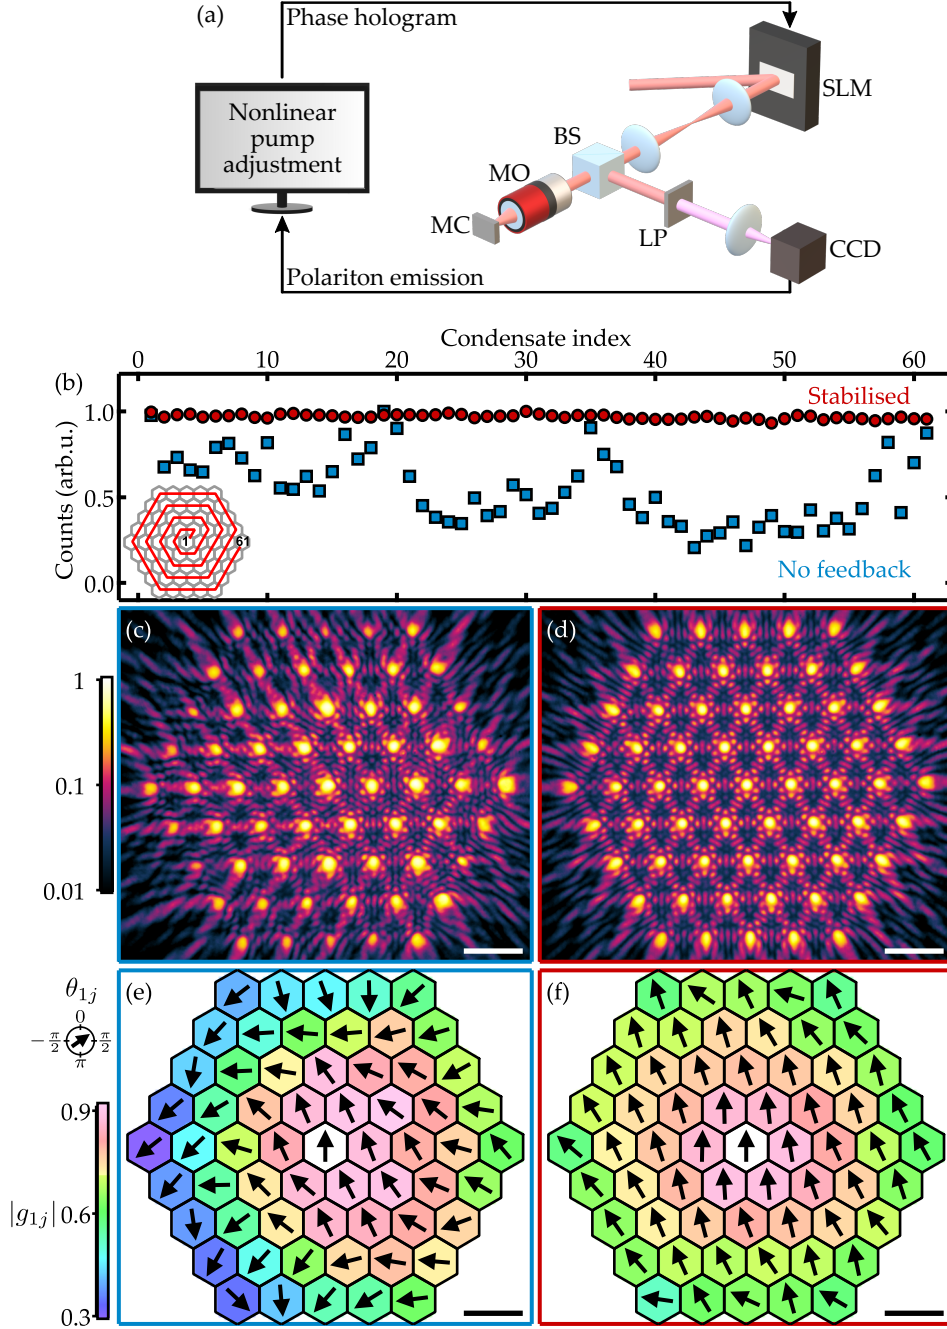 (a)
Phase hologram
Nonlinear
pump
adjustment
SLM
BS
MO
MC
LP
CCD
Polariton emission
Condensate index
0 10 20 30 40 50 60
(b)
Stabilised
1.0
0.5
0.0
Counts (arb.u.)
1
61
No feedback
(c)
(d)
1
0.1
0.01
(e)
(f)
θ1j
0
−π/2 π/2
π
0.9
|g1j| 0.6
0.3